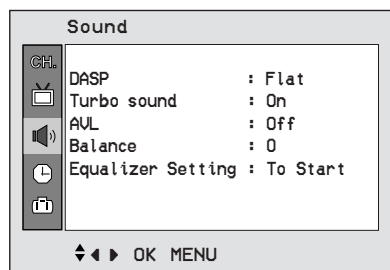 Sound
CH.
DASP : Flat
Turbo sound : On
AVL : Off
Balance : 0
Equalizer Setting : To Start
OK MENU